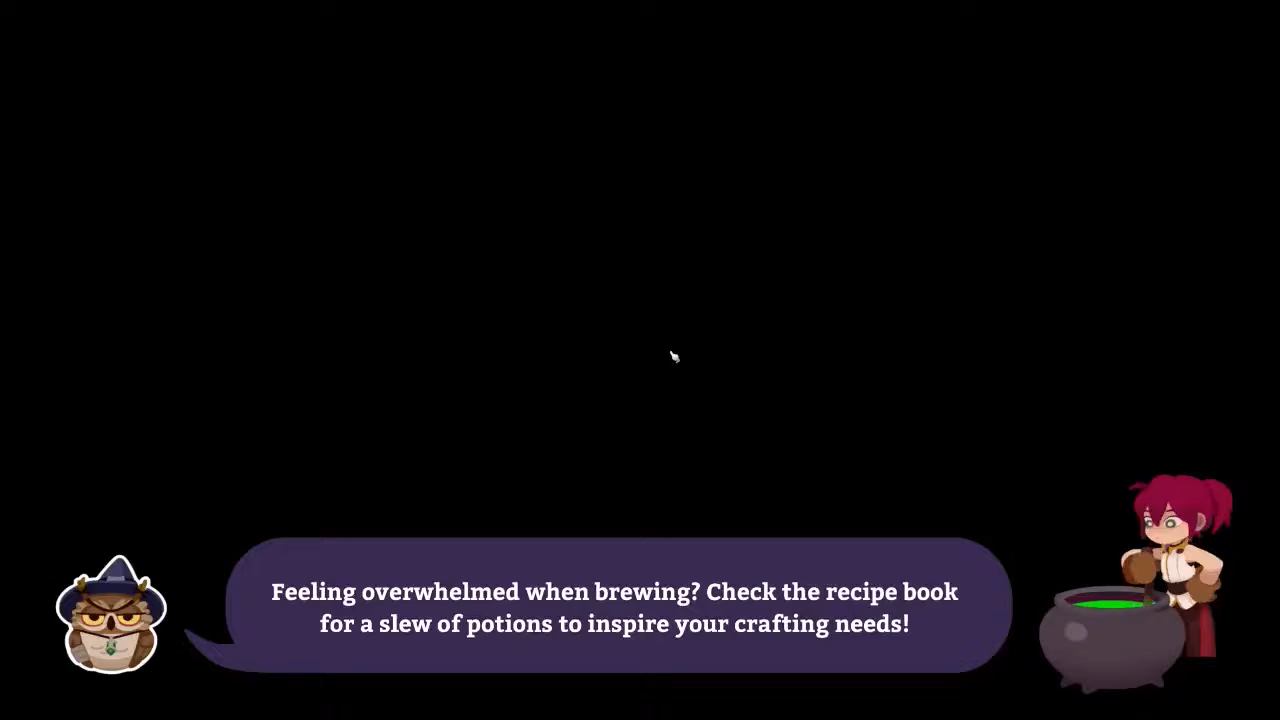 Feeling overwhelmed when brewing? Check the recipe book
for a slew of potions to inspire your crafting needs!